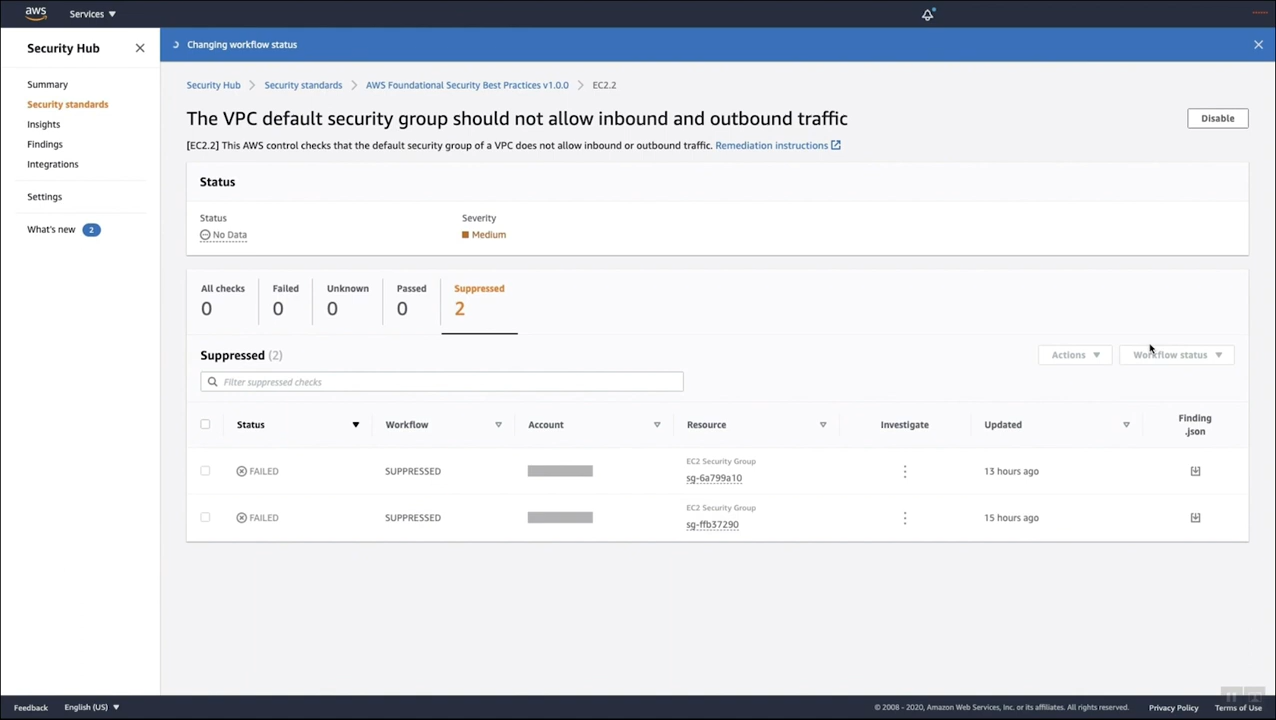 aws Services
Security Hub
Changing workflow status
Summary
Security standards
Insights
Findings
Integrations
Settings
What's new 2
Security Hub > Security standards > AWS Foundational Security Best Practices v1.0.0 > EC2.2
The VPC default security group should not allow inbound and outbound traffic
Disable
[EC2.2] This AWS control checks that the default security group of a VPC does not allow inbound or outbound traffic. Remediation instructions
Status
Status Severity
No Data Medium
All checks Failed Unknown Passed Suppressed
0 0 0 0 2
Suppressed (2) Actions Workflow status
Filter suppressed checks
Status Workflow Account Resource Investigate Updated Finding .json
EC2 Security Group
FAILED SUPPRESSED sg-6a799a10 13 hours ago
EC2 Security Group
FAILED SUPPRESSED sg-ffb37290 15 hours ago
Feedback English (US) © 2008 - 2020, Amazon Web Services, Inc. or its affiliates. All rights reserved. Privacy Policy Terms of Use